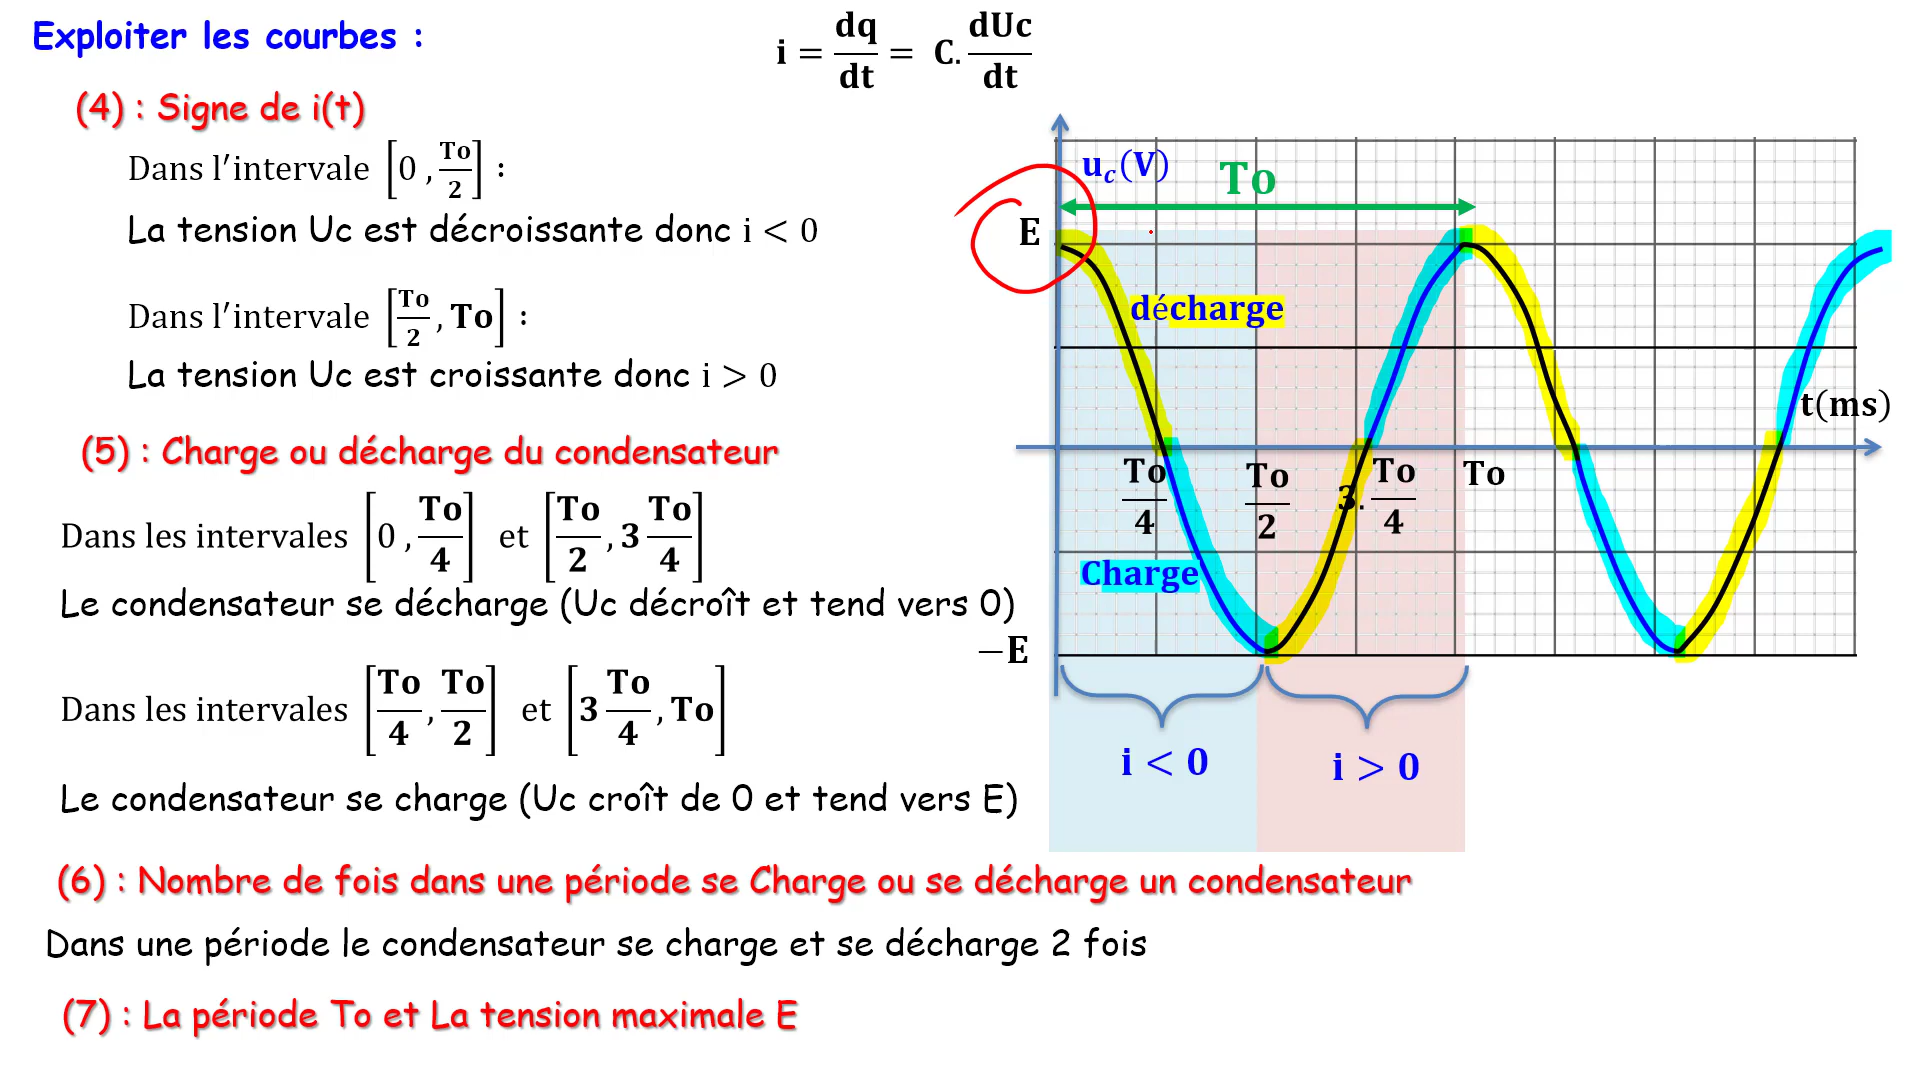 Exploiter les courbes :
i = dq/dt = C. dUc/dt
(4) : Signe de i(t)
Dans l'intervale [0 , To/2] :
La tension Uc est décroissante donc i < 0
Dans l'intervale [To/2 , To] :
La tension Uc est croissante donc i > 0
(5) : Charge ou décharge du condensateur
Dans les intervales [0 , To/4] et [To/2 , 3 To/4]
Le condensateur se décharge (Uc décroît et tend vers 0)
Dans les intervales [To/4 , To/2] et [3 To/4 , To]
Le condensateur se charge (Uc croît de 0 et tend vers E)
(6) : Nombre de fois dans une période se Charge ou se décharge un condensateur
Dans une période le condensateur se charge et se décharge 2 fois
(7) : La période To et La tension maximale E
uc(V)
To
E
décharge
t(ms)
To/4
To/2
3. To/4
To
Charge
−E
i < 0
i > 0